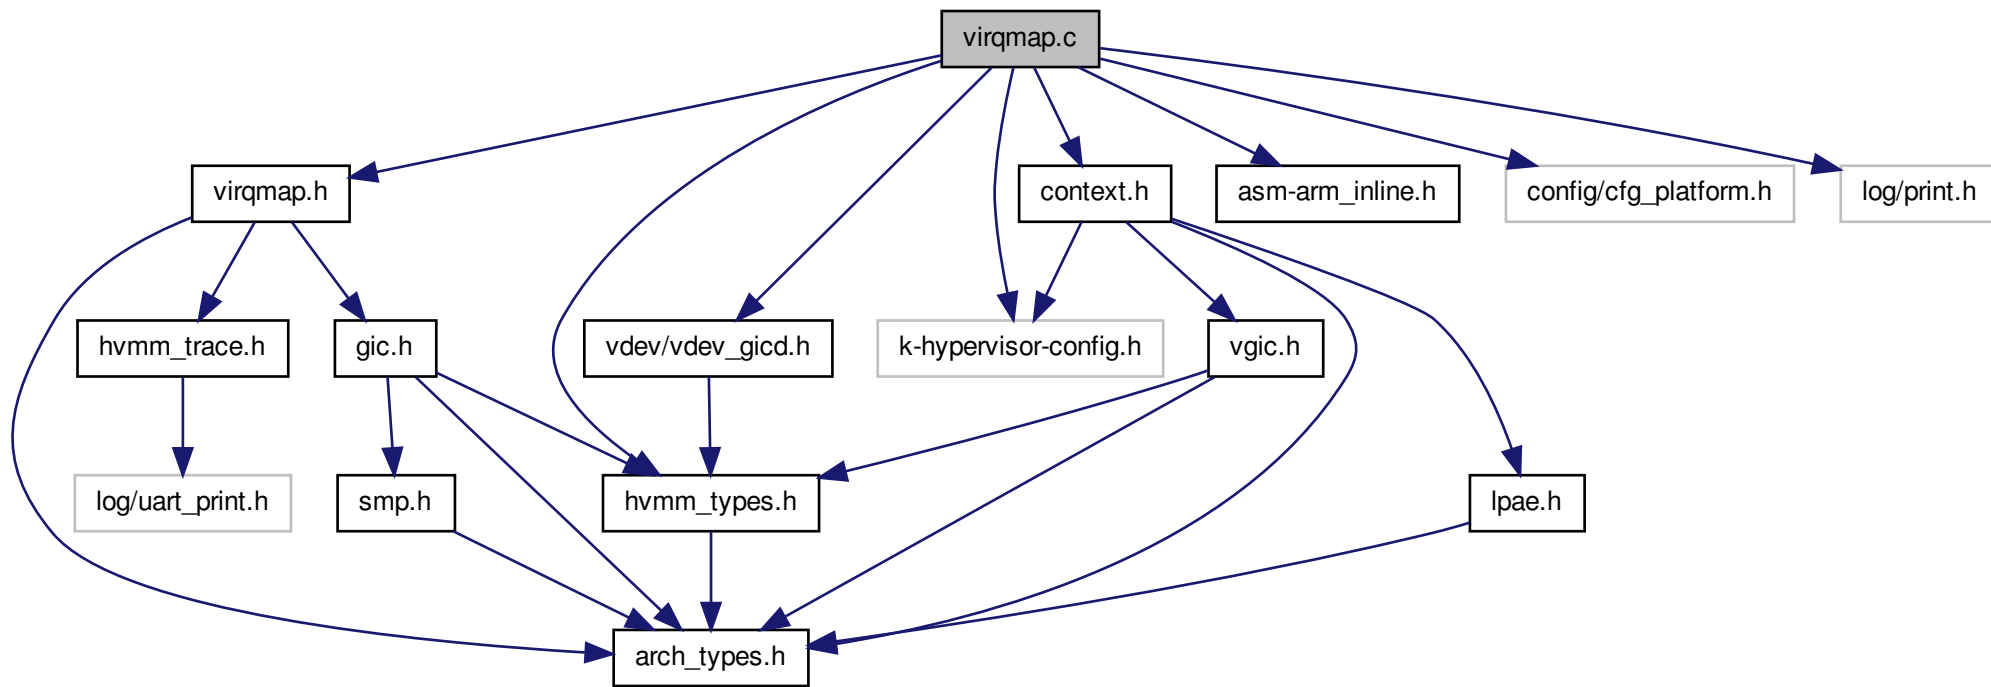 virqmap.c
virqmap.h
context.h
asm-arm_inline.h
config/cfg_platform.h
log/print.h
hvmm_trace.h
gic.h
vdev/vdev_gicd.h
k-hypervisor-config.h
vgic.h
log/uart_print.h
smp.h
hvmm_types.h
lpae.h
arch_types.h